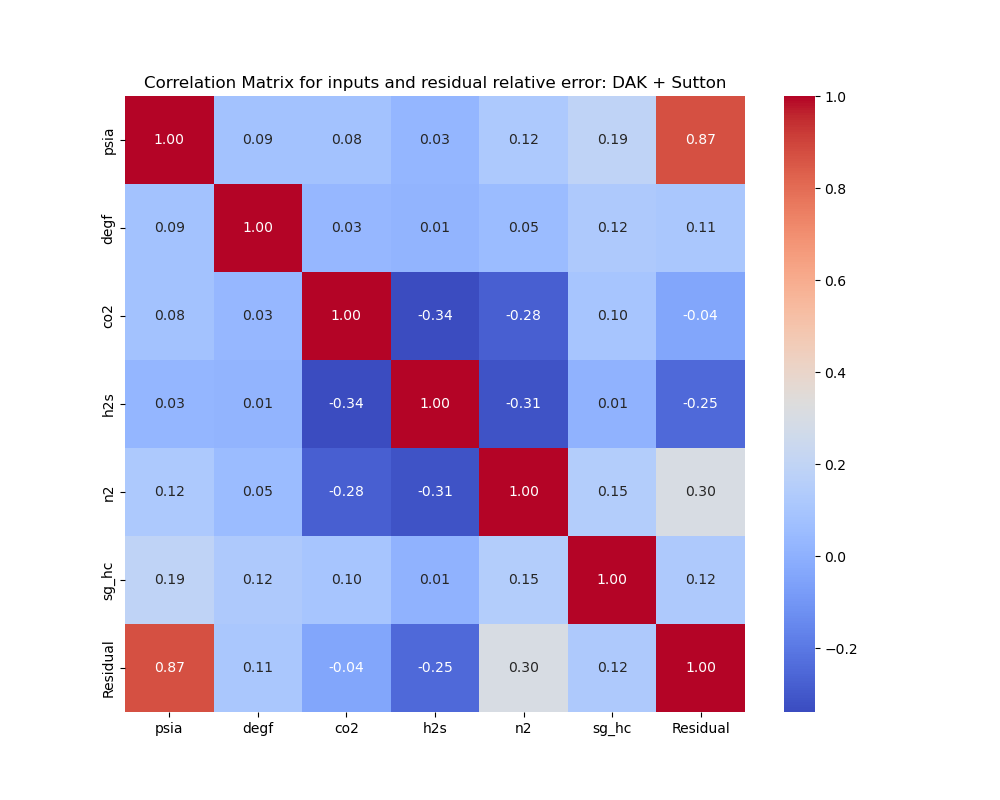 Correlation Matrix for inputs and residual relative error: DAK + Sutton
psia 1.00 0.09 0.08 0.03 0.12 0.19 0.87
degf 0.09 1.00 0.03 0.01 0.05 0.12 0.11
co2 0.08 0.03 1.00 -0.34 -0.28 0.10 -0.04
h2s 0.03 0.01 -0.34 1.00 -0.31 0.01 -0.25
n2 0.12 0.05 -0.28 -0.31 1.00 0.15 0.30
sg_hc 0.19 0.12 0.10 0.01 0.15 1.00 0.12
Residual 0.87 0.11 -0.04 -0.25 0.30 0.12 1.00
psia degf co2 h2s n2 sg_hc Residual
1.0
0.8
0.6
0.4
0.2
0.0
−0.2